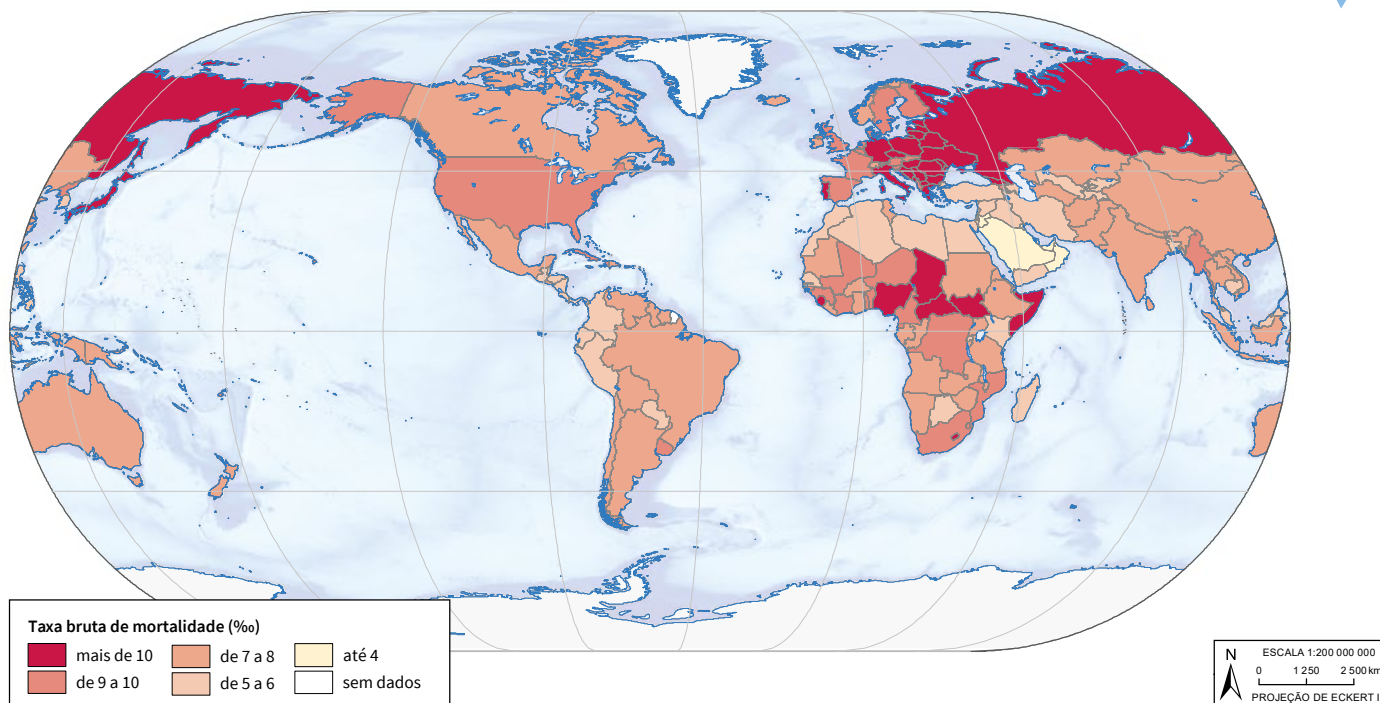 Taxa bruta de mortalidade (‰)
mais de 10
de 7 a 8
até 4
de 9 a 10
de 5 a 6
sem dados
N
ESCALA 1:200 000 000
0 1 250 2 500 km
PROJEÇÃO DE ECKERT I